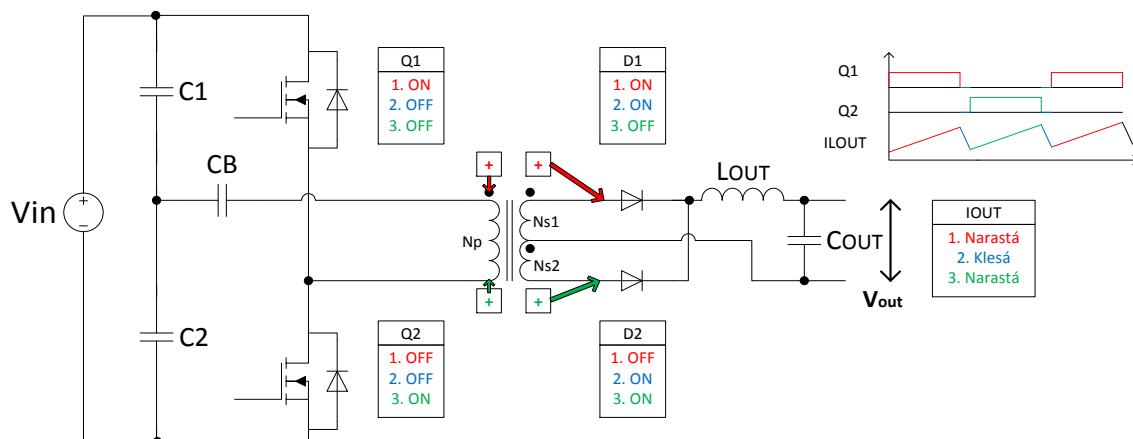 Q1
1. ON
2. OFF
3. OFF
D1
1. ON
2. ON
3. OFF
Q1
Q2
ILOUT
C1
CB
+
+
LOUT
Vin
Np
Ns1
Ns2
COUT
IOUT
1. Narastá
2. Klesá
3. Narastá
+
+
Vout
C2
Q2
1. OFF
2. OFF
3. ON
D2
1. OFF
2. ON
3. ON